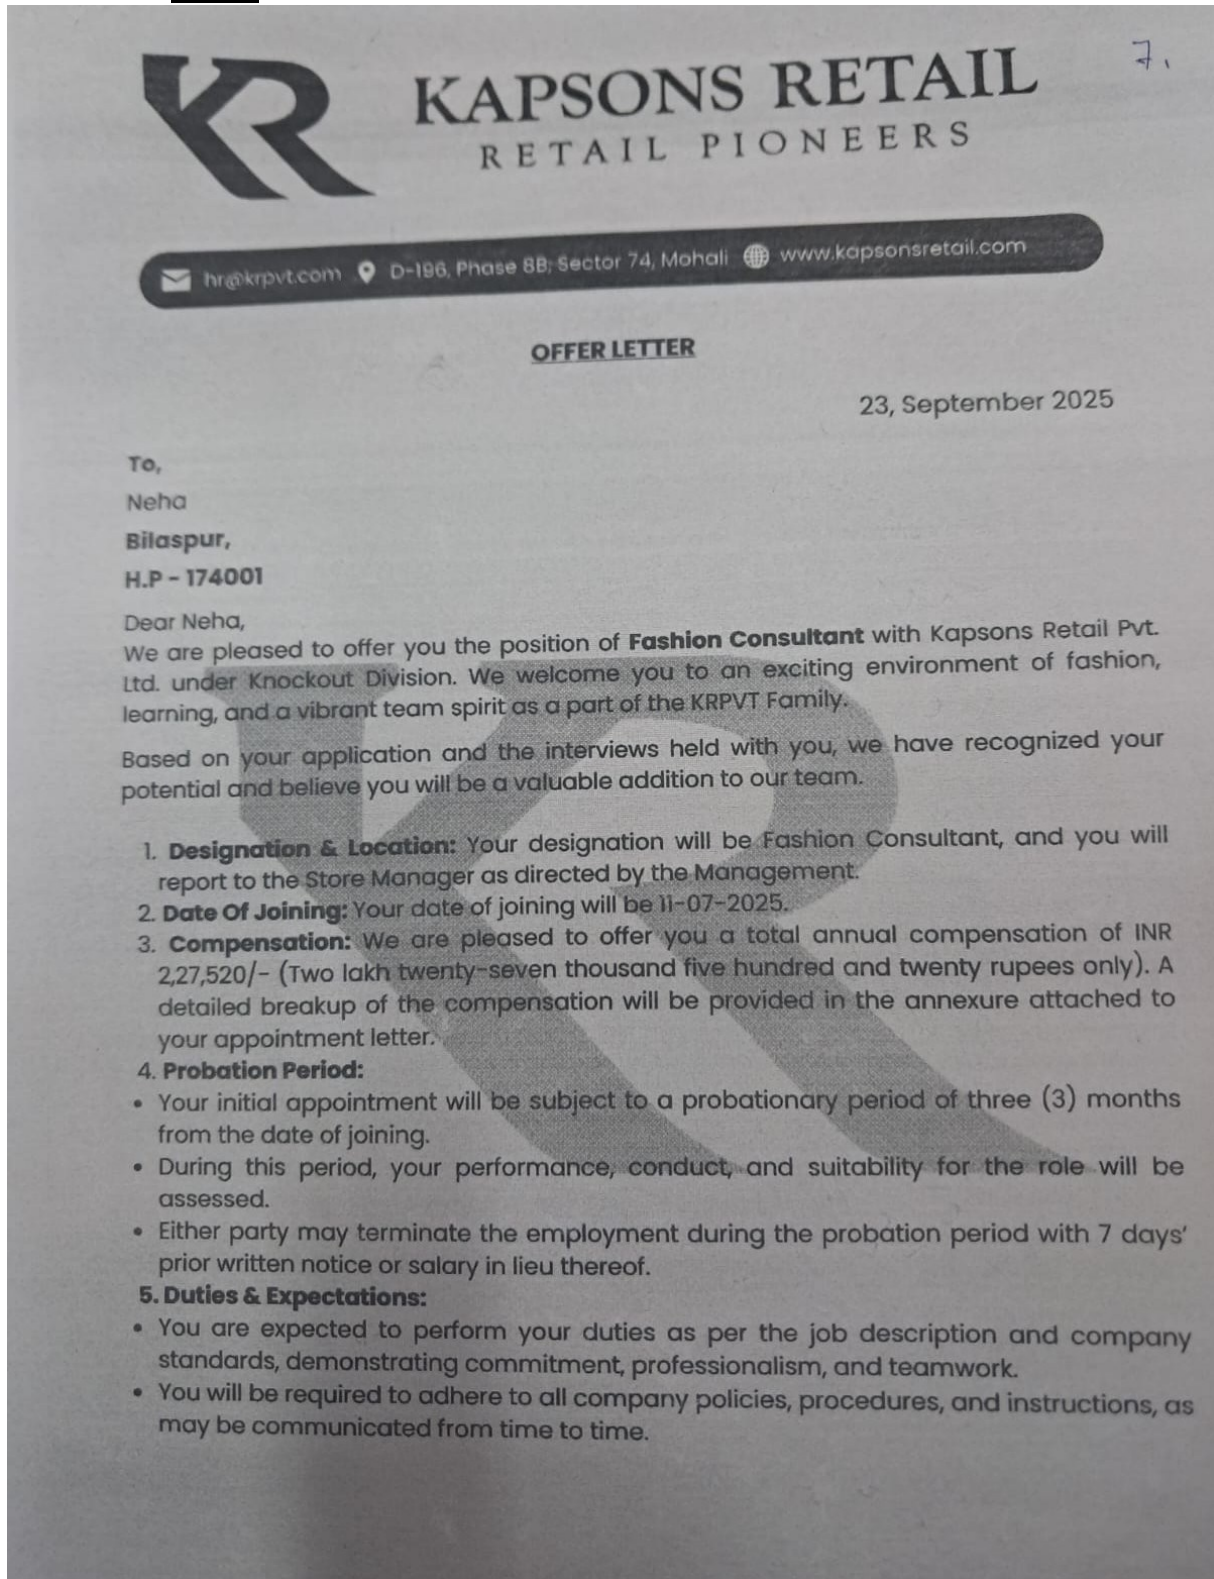 7.
KR
KAPSONS RETAIL
RETAIL PIONEERS
hr@krpvt.com D-196, Phase 8B, Sector 74, Mohali www.kapsonsretail.com
OFFER LETTER
23, September 2025
To,
Neha
Bilaspur,
H.P - 174001
Dear Neha,
We are pleased to offer you the position of Fashion Consultant with Kapsons Retail Pvt.
Ltd. under Knockout Division. We welcome you to an exciting environment of fashion,
learning, and a vibrant team spirit as a part of the KRPVT Family.
Based on your application and the interviews held with you, we have recognized your
potential and believe you will be a valuable addition to our team.
1. Designation & Location: Your designation will be Fashion Consultant, and you will
report to the Store Manager as directed by the Management.
2. Date Of Joining: Your date of joining will be 11-07-2025.
3. Compensation: We are pleased to offer you a total annual compensation of INR
2,27,520/- (Two lakh twenty-seven thousand five hundred and twenty rupees only). A
detailed breakup of the compensation will be provided in the annexure attached to
your appointment letter.
4. Probation Period:
• Your initial appointment will be subject to a probationary period of three (3) months
from the date of joining.
• During this period, your performance, conduct, and suitability for the role will be
assessed.
• Either party may terminate the employment during the probation period with 7 days'
prior written notice or salary in lieu thereof.
5. Duties & Expectations:
• You are expected to perform your duties as per the job description and company
standards, demonstrating commitment, professionalism, and teamwork.
• You will be required to adhere to all company policies, procedures, and instructions, as
may be communicated from time to time.